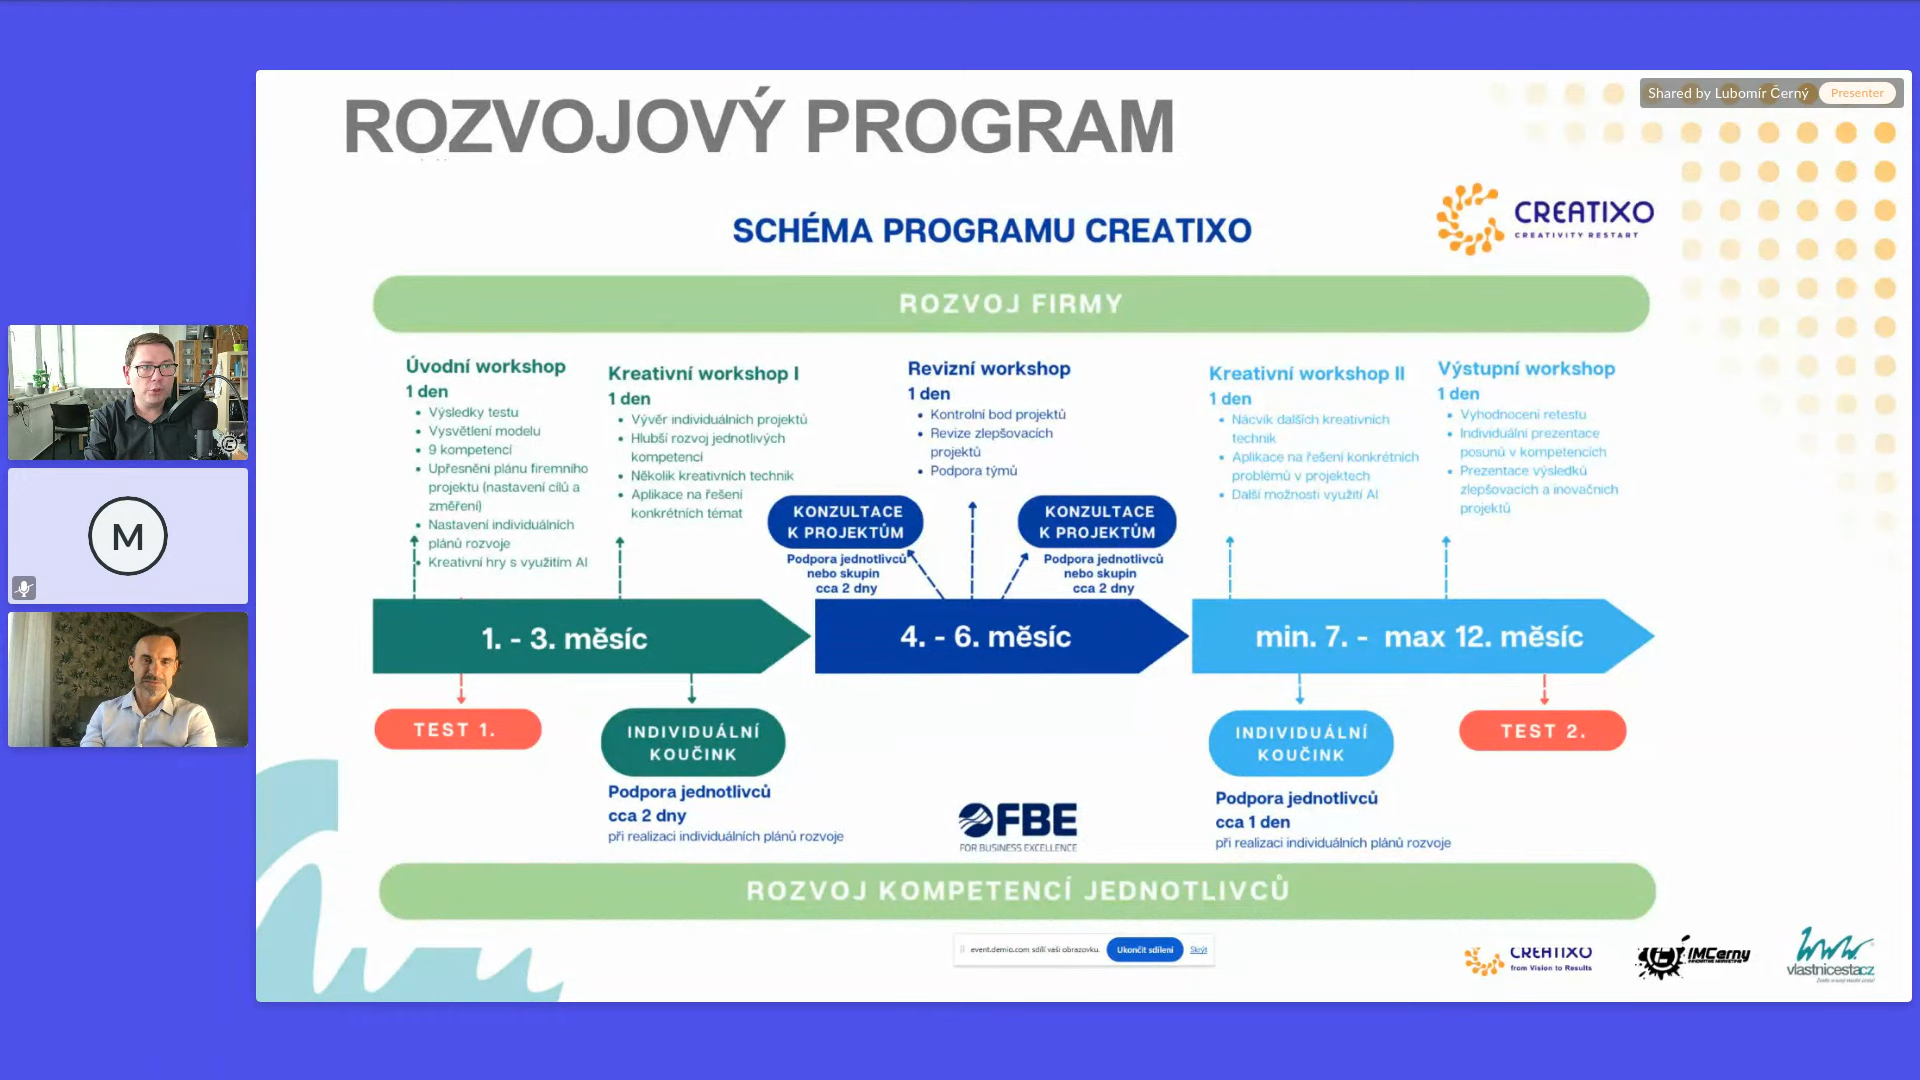 Shared by Lubomír Černý
Presenter
ROZVOJOVÝ PROGRAM
SCHÉMA PROGRAMU CREATIXO
CREATIXO
CREATIVITY RESTART
ROZVOJ FIRMY
Úvodní workshop
1 den
• Výsledky testu
• Vysvětlení modelu
• 9 kompetencí
• Upřesnění plánu firemního
projektu (nastavení cílů a
změření)
• Nastavení individuálních
plánů rozvoje
• Kreativní hry s využitím AI
Kreativní workshop I
1 den
• Vývěr individuálních projektů
• Hlubší rozvoj jednotlivých
kompetencí
• Několik kreativních technik
• Aplikace na řešení
konkrétních témat
Revizní workshop
1 den
• Kontrolní bod projektů
• Revize zlepšovacích
projektů
• Podpora týmů
Kreativní workshop II
1 den
• Nácvik dalších kreativních
technik
• Aplikace na řešení konkrétních
problémů v projektech
• Další možnosti využití AI
Výstupní workshop
1 den
• Vyhodnocení retestu
• Individuální prezentace
posunů v kompetencích
• Prezentace výsledků
zlepšovacích a inovačních
projektů
KONZULTACE
K PROJEKTŮM
Podpora jednotlivců
nebo skupin
cca 2 dny
KONZULTACE
K PROJEKTŮM
Podpora jednotlivců
nebo skupin
cca 2 dny
1. - 3. měsíc
4. - 6. měsíc
min. 7. - max 12. měsíc
TEST 1.
INDIVIDUÁLNÍ
KOUČINK
Podpora jednotlivců
cca 2 dny
při realizaci individuálních plánů rozvoje
FBE
FOR BUSINESS EXCELLENCE
INDIVIDUÁLNÍ
KOUČINK
Podpora jednotlivců
cca 1 den
při realizaci individuálních plánů rozvoje
TEST 2.
ROZVOJ KOMPETENCÍ JEDNOTLIVCŮ
event.demio.com sdílí vaši obrazovku.
Ukončit sdílení
Skrýt
CREATIXO
from Vision to Results
IMCerny
INNOVATIVE MARKETING
vlastnicestacz
M